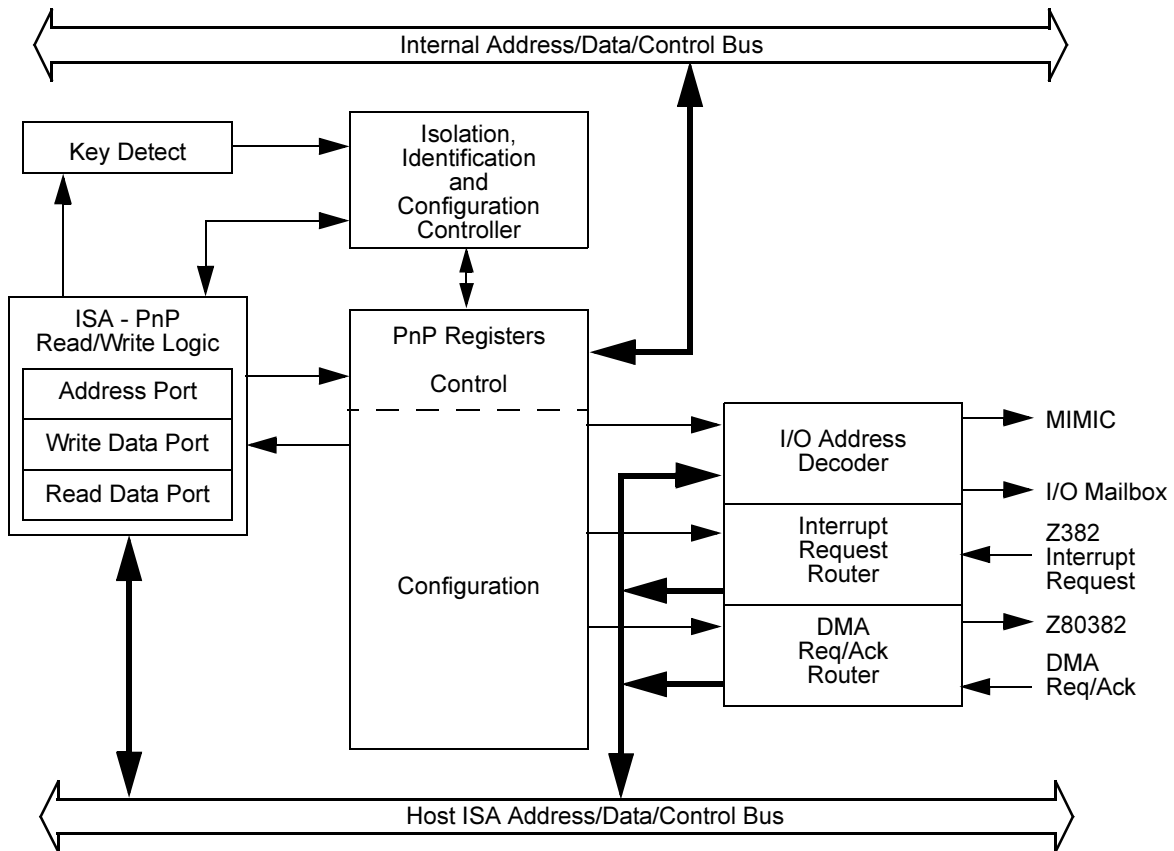 Internal Address/Data/Control Bus
Key Detect
Isolation,
Identification
and
Configuration
Controller
ISA - PnP
Read/Write Logic
Address Port
Write Data Port
Read Data Port
PnP Registers
Control
Configuration
I/O Address
Decoder
Interrupt
Request
Router
DMA
Req/Ack
Router
MIMIC
I/O Mailbox
Z382
Interrupt
Request
Z80382
DMA
Req/Ack
Host ISA Address/Data/Control Bus